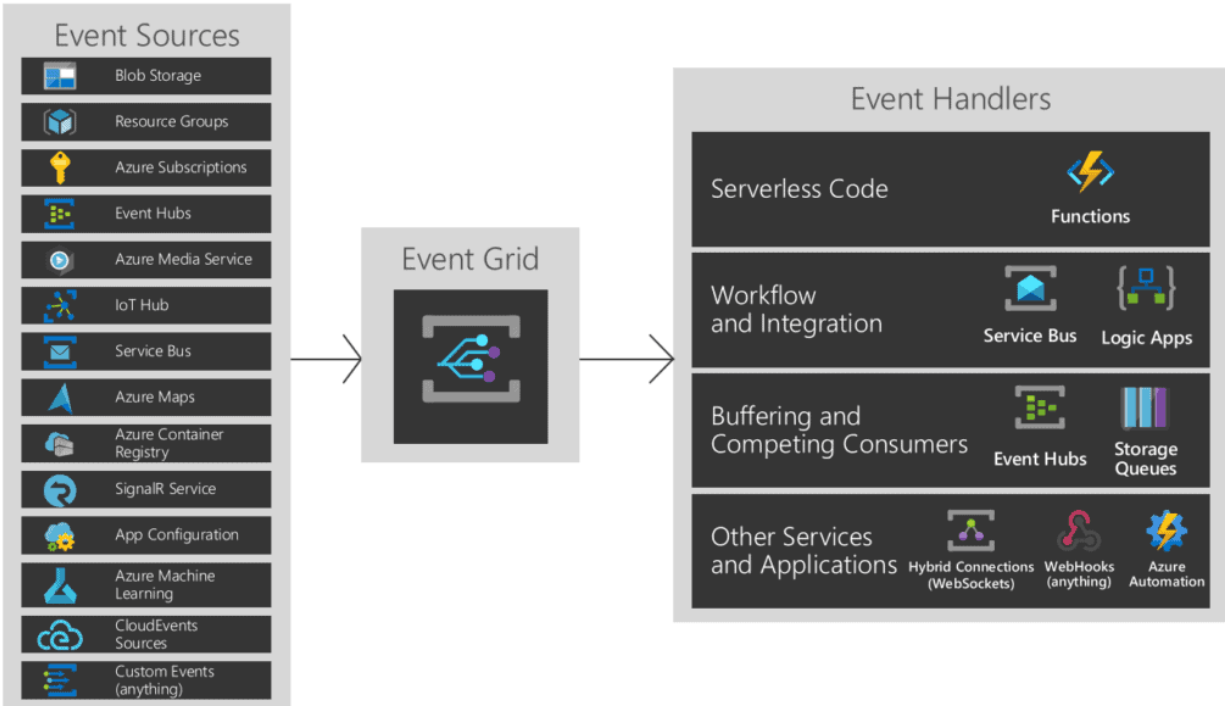 Event Sources
Blob Storage
Resource Groups
Azure Subscriptions
Event Hubs
Azure Media Service
IoT Hub
Service Bus
Azure Maps
Azure Container
Registry
SignalR Service
App Configuration
Azure Machine
Learning
CloudEvents
Sources
Custom Events
(anything)
Event Grid
Event Handlers
Serverless Code
Functions
Workflow
and Integration
Service Bus
Logic Apps
Buffering and
Competing Consumers
Event Hubs
Storage
Queues
Other Services
and Applications
Hybrid Connections
(WebSockets)
WebHooks
(anything)
Azure
Automation